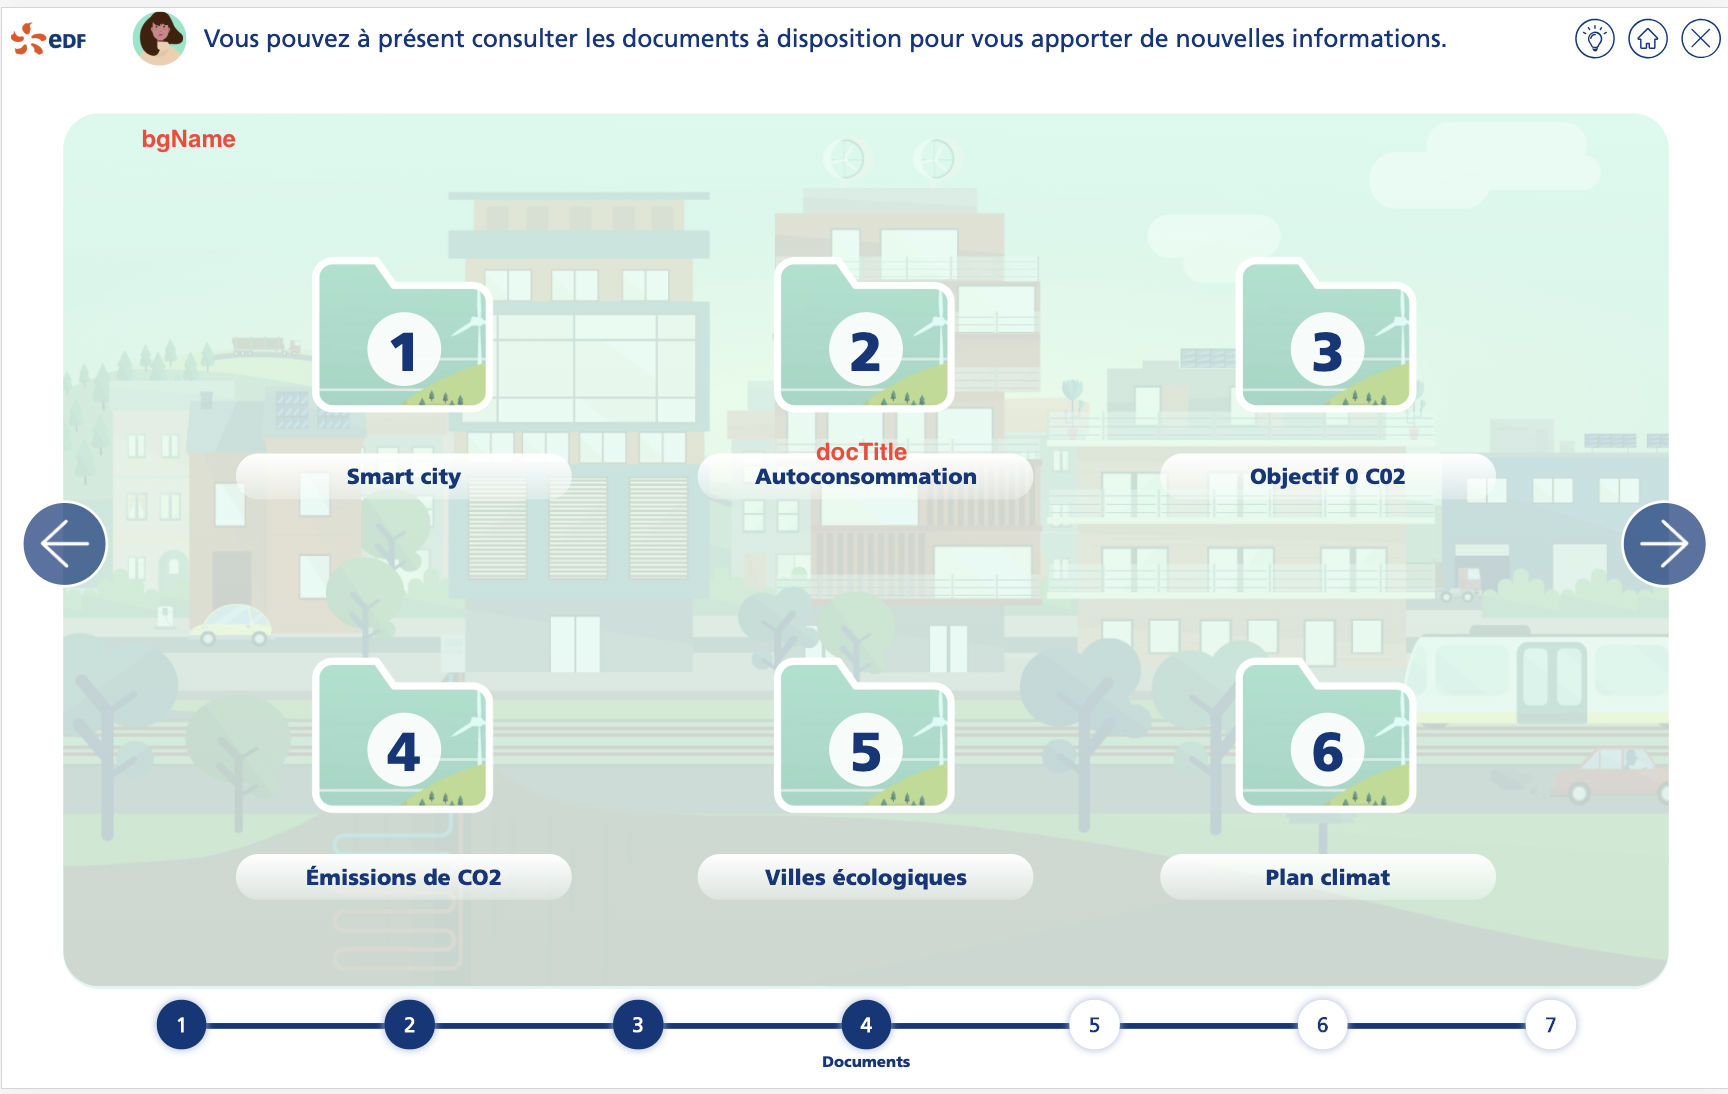 eDF
Vous pouvez à présent consulter les documents à disposition pour vous apporter de nouvelles informations.
bgName
1
2
3
docTitle
Smart city
Autoconsommation
Objectif 0 C02
4
5
6
Émissions de CO2
Villes écologiques
Plan climat
1
2
3
4
5
6
7
Documents